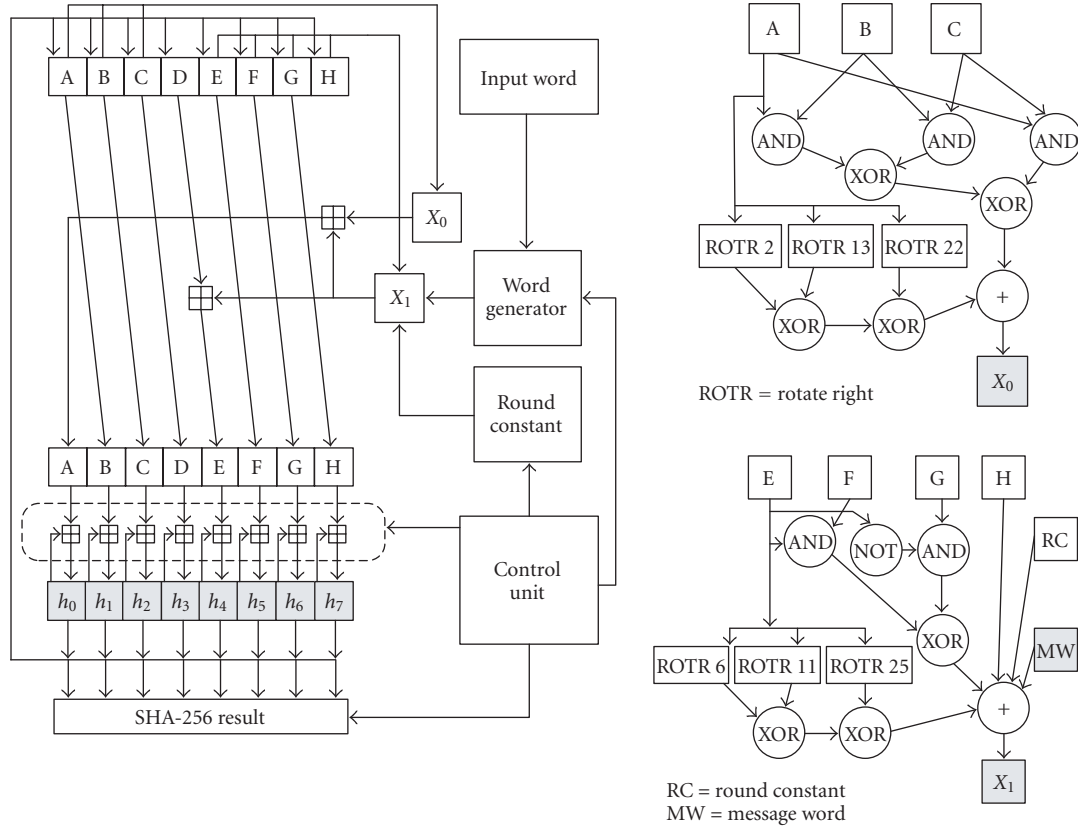 A B C D E F G H
Input word
X0
X1
Word
generator
Round
constant
A B C D E F G H
Control
unit
h0 h1 h2 h3 h4 h5 h6 h7
SHA-256 result
A B C
AND AND AND
XOR
XOR
ROTR 2 ROTR 13 ROTR 22
+
XOR XOR
X0
ROTR = rotate right
E F G H
AND NOT AND
RC
XOR
MW
ROTR 6 ROTR 11 ROTR 25
+
XOR XOR
X1
RC = round constant
MW = message word